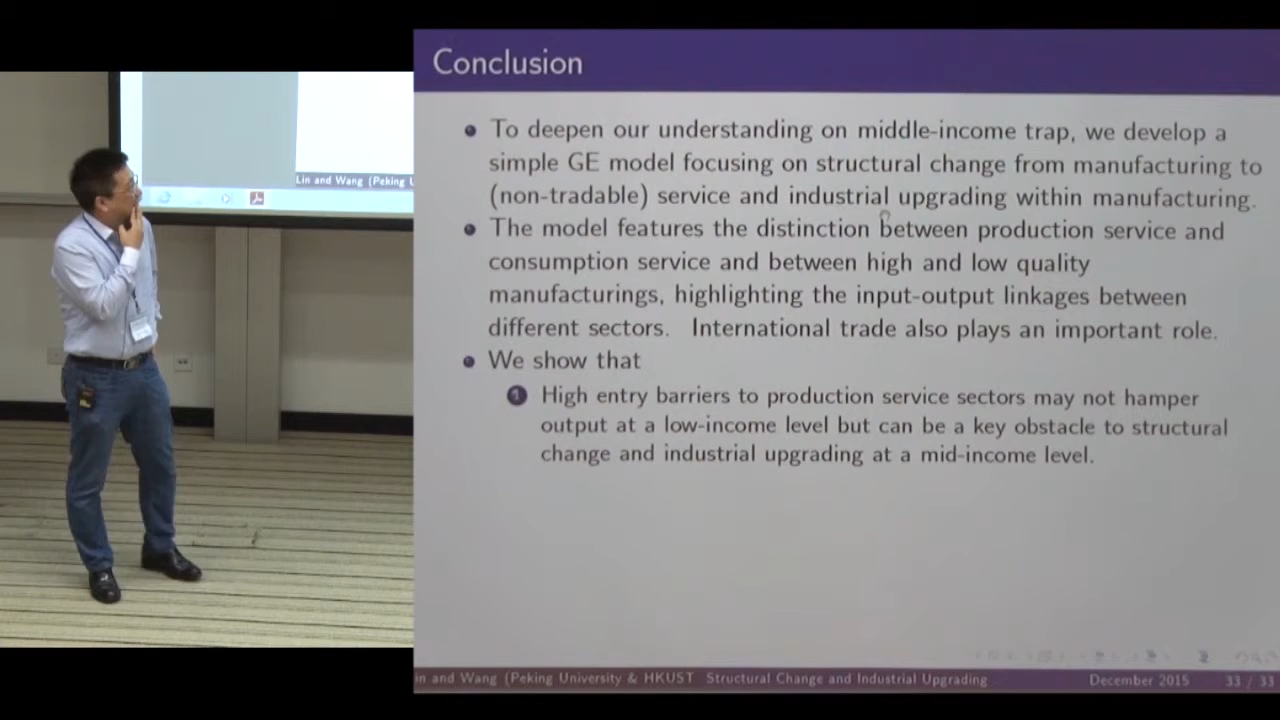 Conclusion
To deepen our understanding on middle-income trap, we develop a
simple GE model focusing on structural change from manufacturing to
(non-tradable) service and industrial upgrading within manufacturing.
The model features the distinction between production service and
consumption service and between high and low quality
manufacturings, highlighting the input-output linkages between
different sectors. International trade also plays an important role.
We show that
1 High entry barriers to production service sectors may not hamper
output at a low-income level but can be a key obstacle to structural
change and industrial upgrading at a mid-income level.
Lin and Wang (Peking U
in and Wang (Peking University & HKUST Structural Change and Industrial Upgrading December 2015 33 / 33